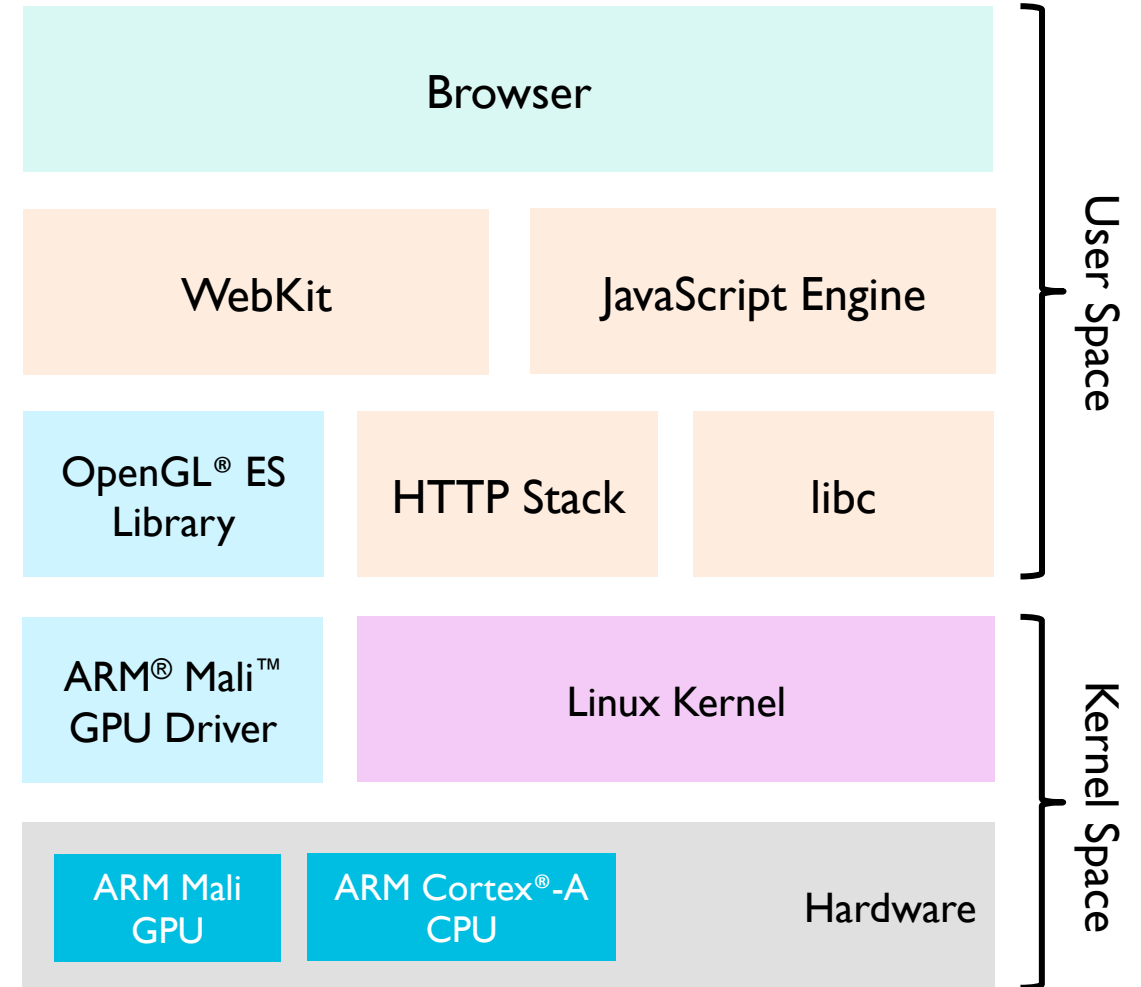 Browser
WebKit
JavaScript Engine
User Space
OpenGL® ES
Library
HTTP Stack
libc
ARM® Mali™
GPU Driver
Linux Kernel
Kernel Space
ARM Mali
GPU
ARM Cortex®-A
CPU
Hardware